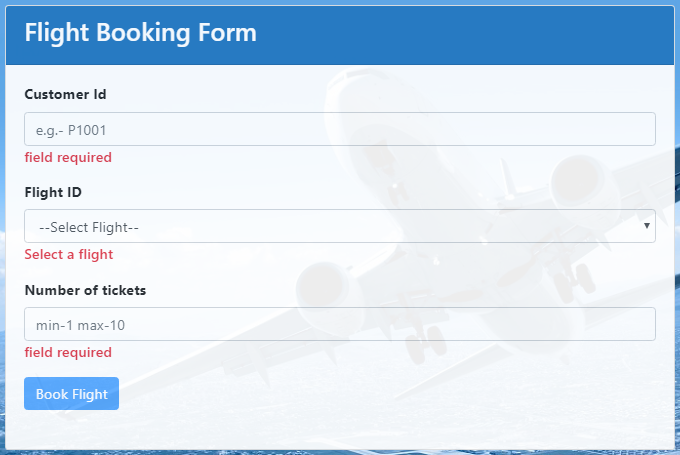 Flight Booking Form
Customer Id
e.g.- P1001
field required
Flight ID
--Select Flight--
Select a flight
Number of tickets
min-1 max-10
field required
Book Flight